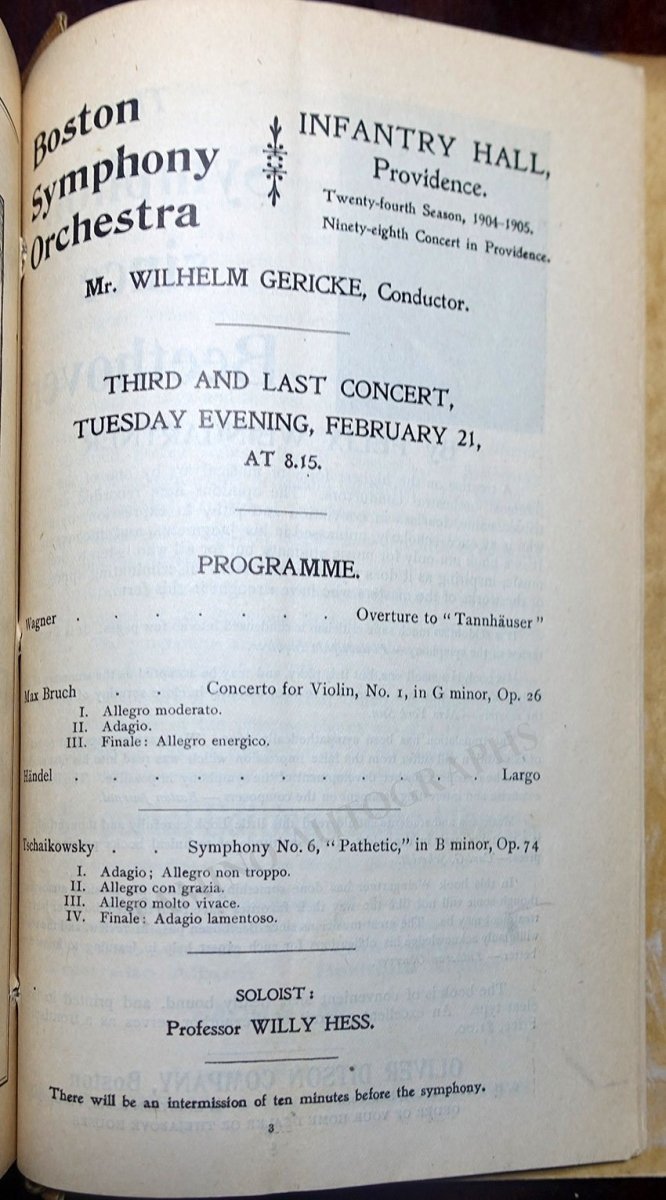 Boston
Symphony
Orchestra
INFANTRY HALL,
Providence.
Twenty-fourth Season, 1904-1905.
Ninety-eighth Concert in Providence.
Mr. WILHELM GERICKE, Conductor.
THIRD AND LAST CONCERT,
TUESDAY EVENING, FEBRUARY 21,
AT 8.15.
PROGRAMME.
Wagner . . . . . . . . Overture to "Tannhäuser"
Max Bruch . . Concerto for Violin, No. 1, in G minor, Op. 26
I. Allegro moderato.
II. Adagio.
III. Finale: Allegro energico.
Händel . . . . . . . . . . . Largo
Tschaikowsky . Symphony No. 6, "Pathetic," in B minor, Op. 74
I. Adagio; Allegro non troppo.
II. Allegro con grazia.
III. Allegro molto vivace.
IV. Finale: Adagio lamentoso.
SOLOIST:
Professor WILLY HESS.
There will be an intermission of ten minutes before the symphony.
3
AUTOGRAPHS